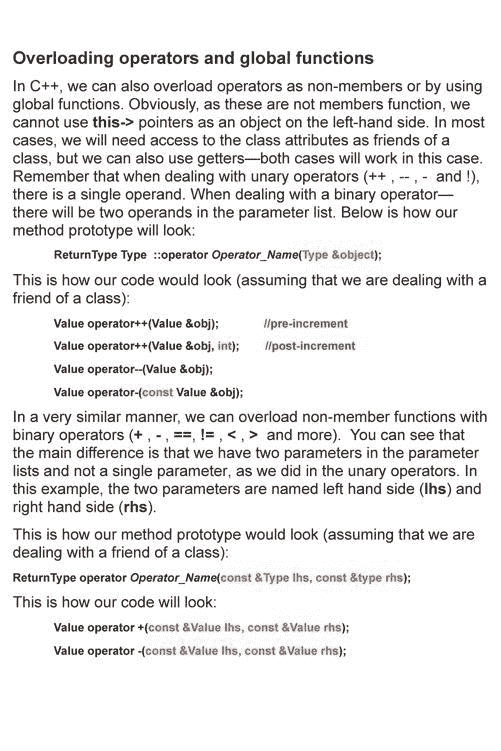 Overloading operators and global functions
In C++, we can also overload operators as non-members or by using
global functions. Obviously, as these are not members function, we
cannot use this-> pointers as an object on the left-hand side. In most
cases, we will need access to the class attributes as friends of a
class, but we can also use getters—both cases will work in this case.
Remember that when dealing with unary operators (++ , -- , - and !),
there is a single operand. When dealing with a binary operator—
there will be two operands in the parameter list. Below is how our
method prototype will look:
ReturnType Type ::operator Operator_Name(Type &object);
This is how our code would look (assuming that we are dealing with a
friend of a class):
Value operator++(Value &obj); //pre-increment
Value operator++(Value &obj, int); //post-increment
Value operator--(Value &obj);
Value operator-(const Value &obj);
In a very similar manner, we can overload non-member functions with
binary operators (+ , - , ==, != , < , > and more). You can see that
the main difference is that we have two parameters in the parameter
lists and not a single parameter, as we did in the unary operators. In
this example, the two parameters are named left hand side (lhs) and
right hand side (rhs).
This is how our method prototype would look (assuming that we are
dealing with a friend of a class):
ReturnType operator Operator_Name(const &Type lhs, const &type rhs);
This is how our code will look:
Value operator +(const &Value lhs, const &Value rhs);
Value operator -(const &Value lhs, const &Value rhs);